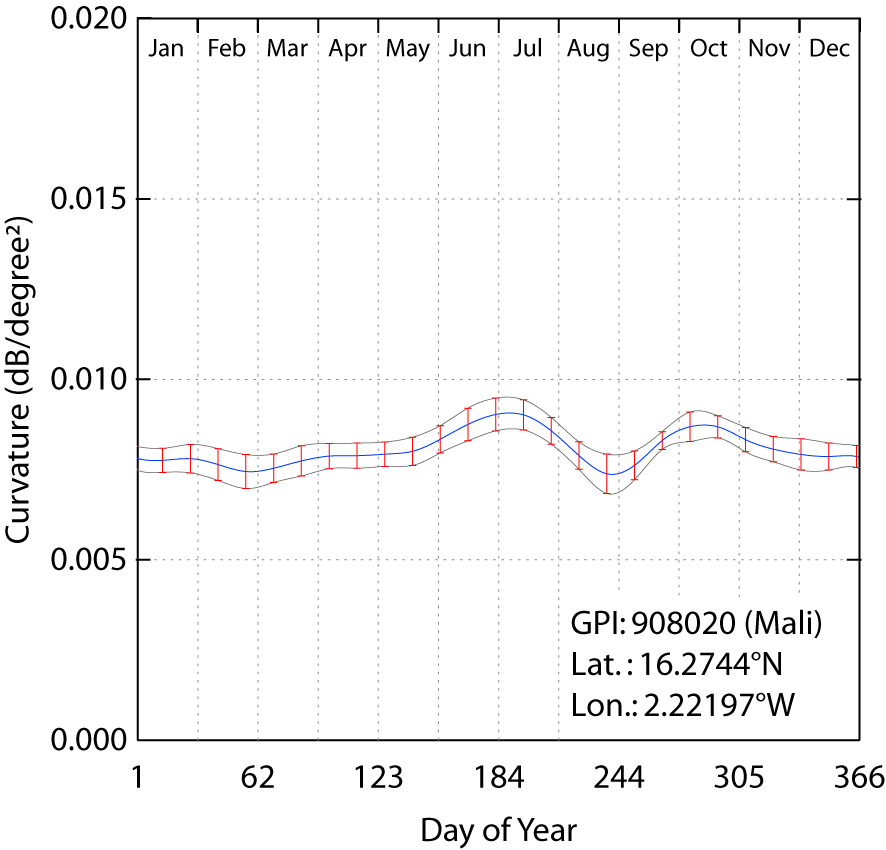 0.020
Jan Feb Mar Apr May Jun Jul Aug Sep Oct Nov Dec
0.015
0.010
0.005
0.000
Curvature (dB/degree²)
GPI: 908020 (Mali)
Lat. : 16.2744°N
Lon.: 2.22197°W
1 62 123 184 244 305 366
Day of Year